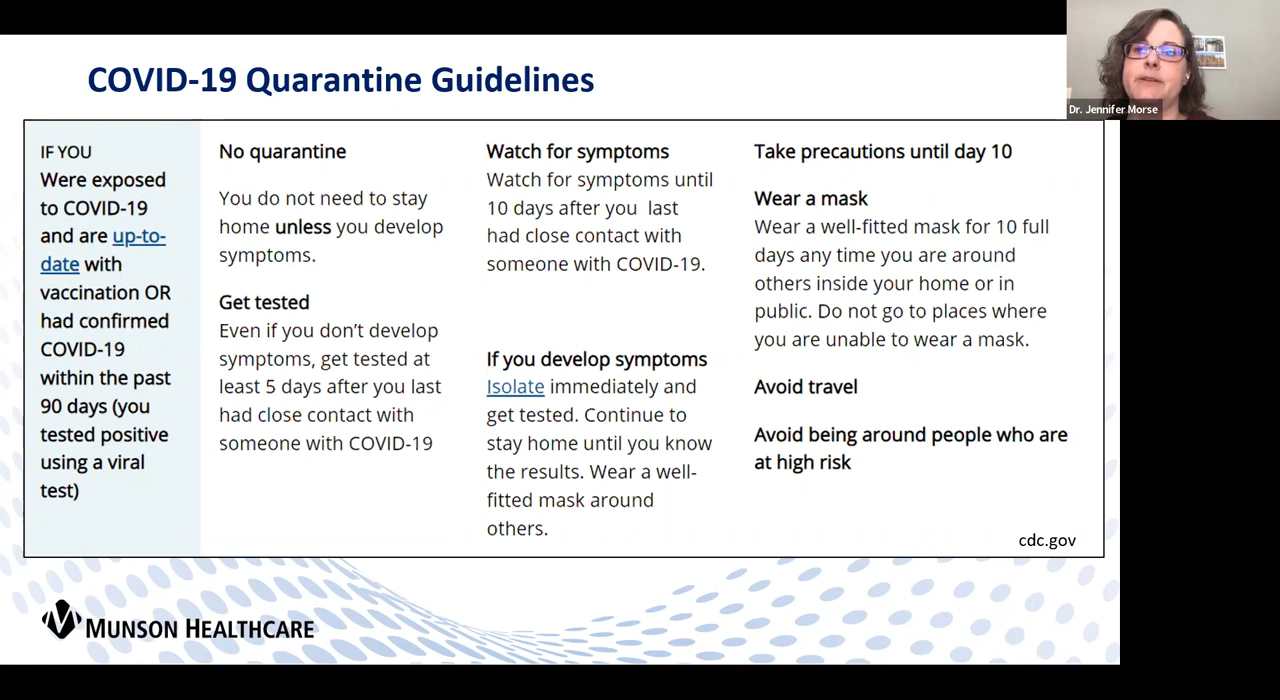 COVID-19 Quarantine Guidelines
Dr. Jennifer Morse
IF YOU
Were exposed
to COVID-19
and are up-to-
date with
vaccination OR
had confirmed
COVID-19
within the past
90 days (you
tested positive
using a viral
test)
No quarantine
You do not need to stay
home unless you develop
symptoms.
Get tested
Even if you don’t develop
symptoms, get tested at
least 5 days after you last
had close contact with
someone with COVID-19
Watch for symptoms
Watch for symptoms until
10 days after you last
had close contact with
someone with COVID-19.
If you develop symptoms
Isolate immediately and
get tested. Continue to
stay home until you know
the results. Wear a well-
fitted mask around
others.
Take precautions until day 10
Wear a mask
Wear a well-fitted mask for 10 full
days any time you are around
others inside your home or in
public. Do not go to places where
you are unable to wear a mask.
Avoid travel
Avoid being around people who are
at high risk
cdc.gov
MUNSON HEALTHCARE